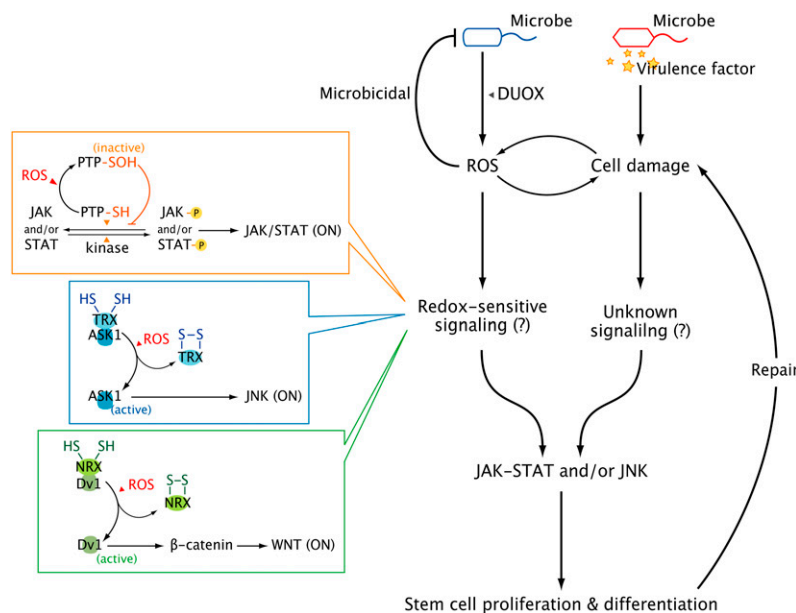 Microbe
Microbe
Virulence factor
Microbicidal
DUOX
ROS
Cell damage
(inactive)
PTP-SOH
ROS
JAK
and/or
STAT
PTP-SH
kinase
JAK-P
and/or
STAT-P
JAK/STAT (ON)
HS SH
TRX
ASK1
ROS
S-S
TRX
ASK1
(active)
JNK (ON)
HS SH
NRX
Dv1
ROS
S-S
NRX
Dv1
(active)
β-catenin
WNT (ON)
Redox-sensitive
signaling (?)
Unknown
signalilng (?)
Repair
JAK-STAT and/or JNK
Stem cell proliferation & differentiation